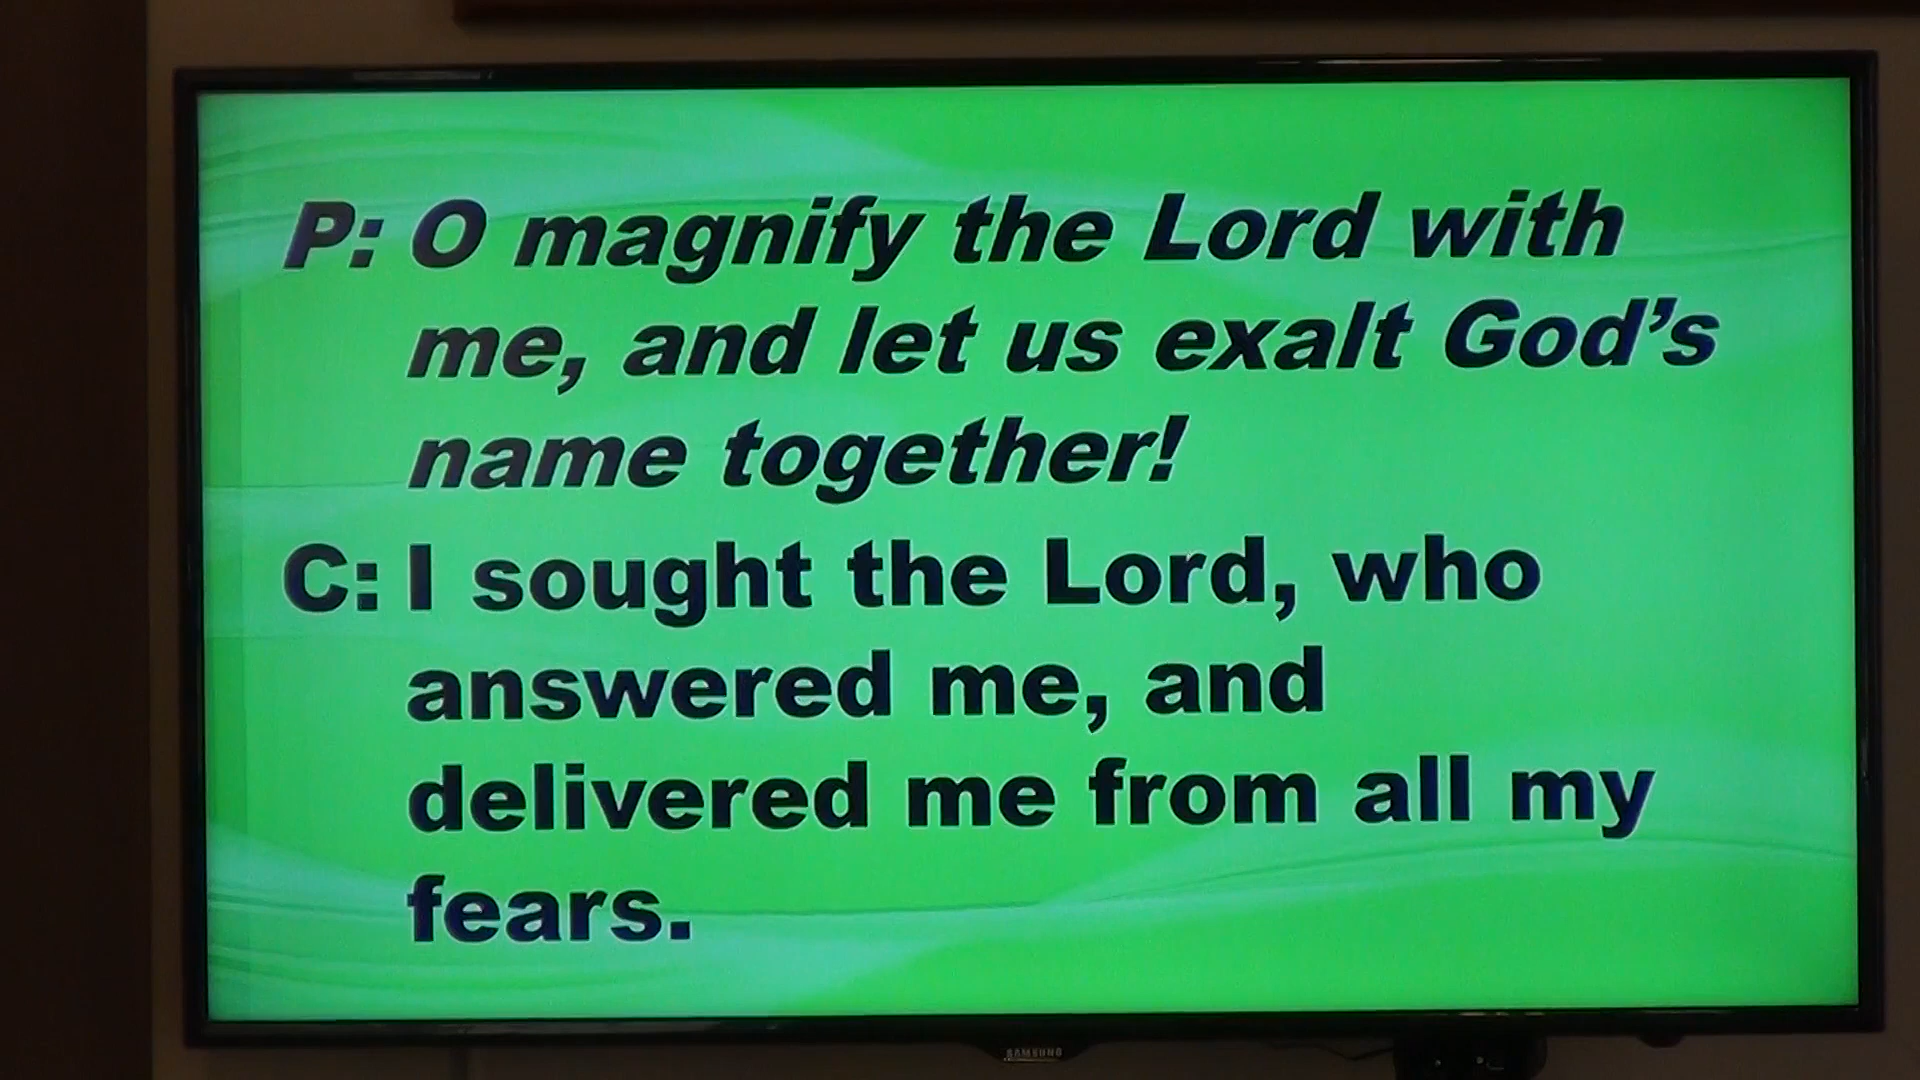 P: O magnify the Lord with
me, and let us exalt God's
name together!
C: I sought the Lord, who
answered me, and
delivered me from all my
fears.
SAMSUNG